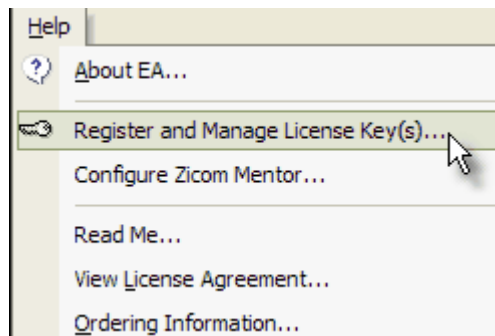 Help
About EA...
Register and Manage License Key(s)...
Configure Zicom Mentor...
Read Me...
View License Agreement...
Ordering Information...